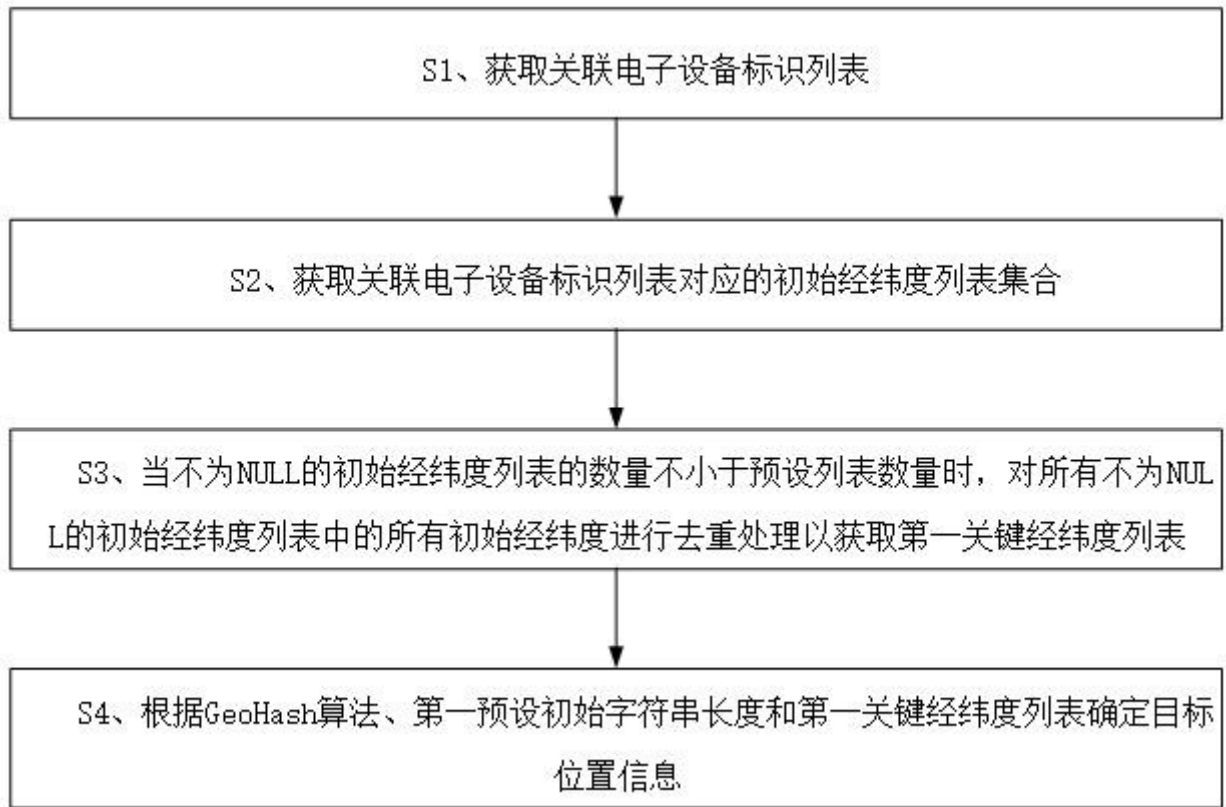 S1、获取关联电子设备标识列表
S2、获取关联电子设备标识列表对应的初始经纬度列表集合
S3、当不为NULL的初始经纬度列表的数量不小于预设列表数量时，对所有不为NUL
L的初始经纬度列表中的所有初始经纬度进行去重处理以获取第一关键经纬度列表
S4、根据GeoHash算法、第一预设初始字符串长度和第一关键经纬度列表确定目标
位置信息